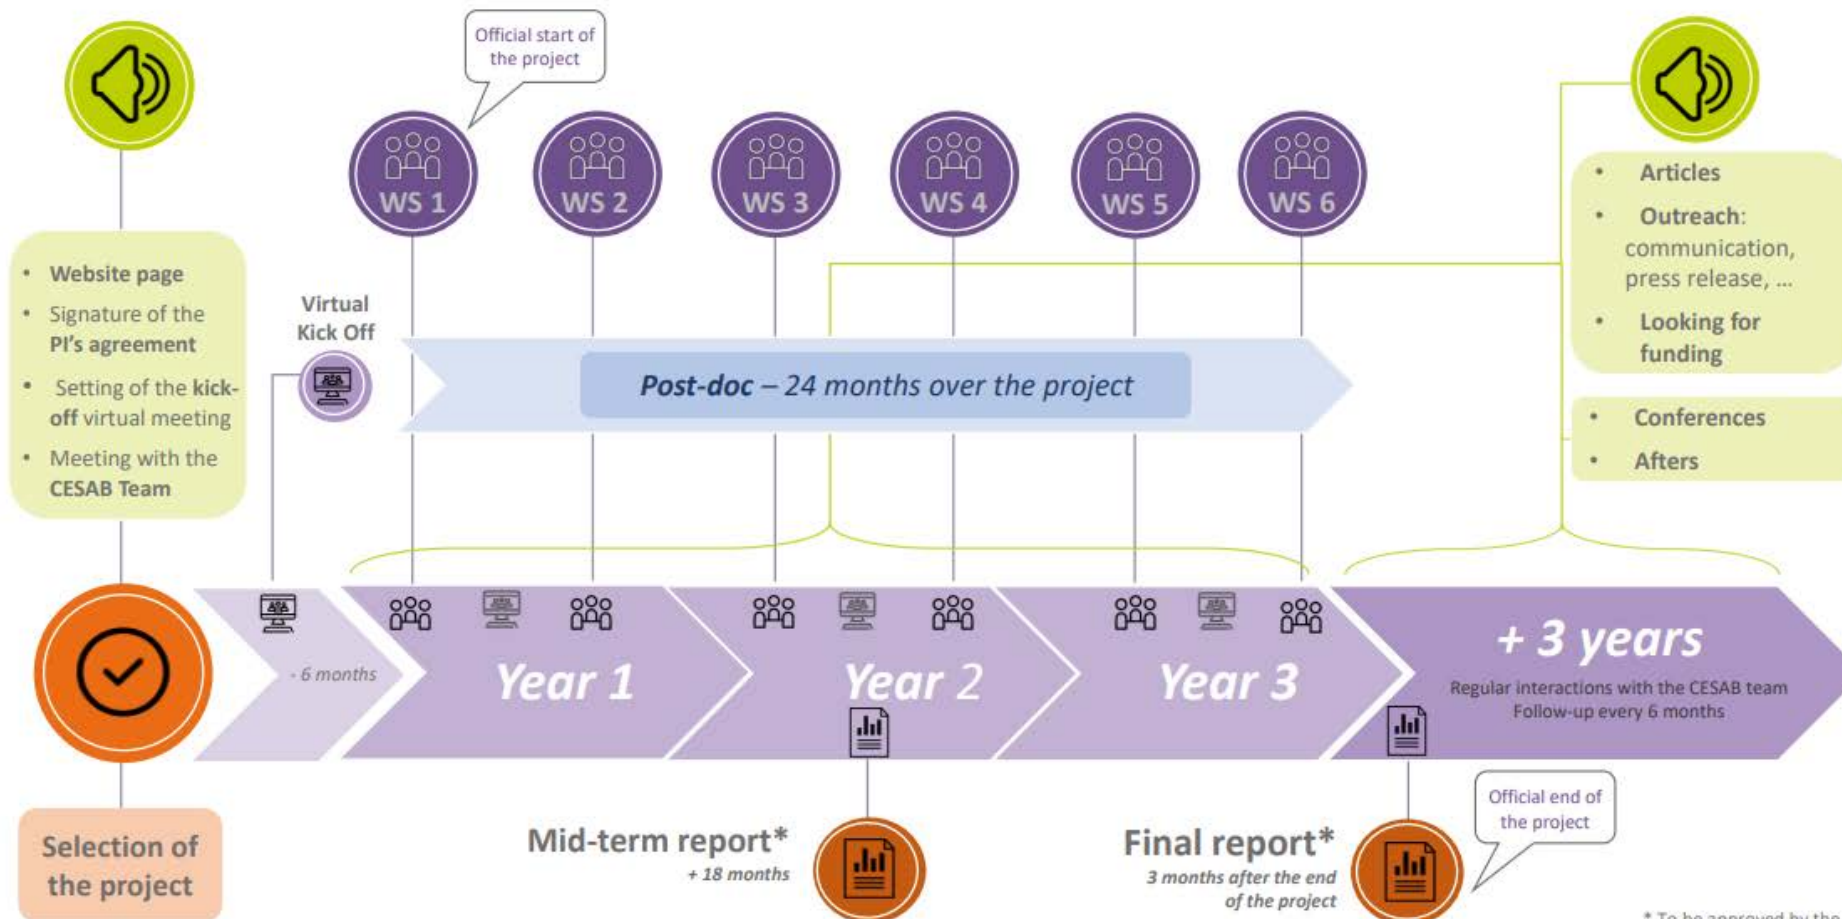 Official start of
the project
WS 1
WS 2
WS 3
WS 4
WS 5
WS 6
• Website page
• Signature of the
PI's agreement
• Setting of the kick-
off virtual meeting
• Meeting with the
CESAB Team
Virtual
Kick Off
Post-doc – 24 months over the project
• Articles
• Outreach:
communication,
press release, ...
• Looking for
funding
• Conferences
• Afters
- 6 months
Year 1
Year 2
Year 3
+ 3 years
Regular interactions with the CESAB team
Follow-up every 6 months
Selection of
the project
Mid-term report*
+ 18 months
Final report*
3 months after the end
of the project
Official end of
the project
* To be approved by the